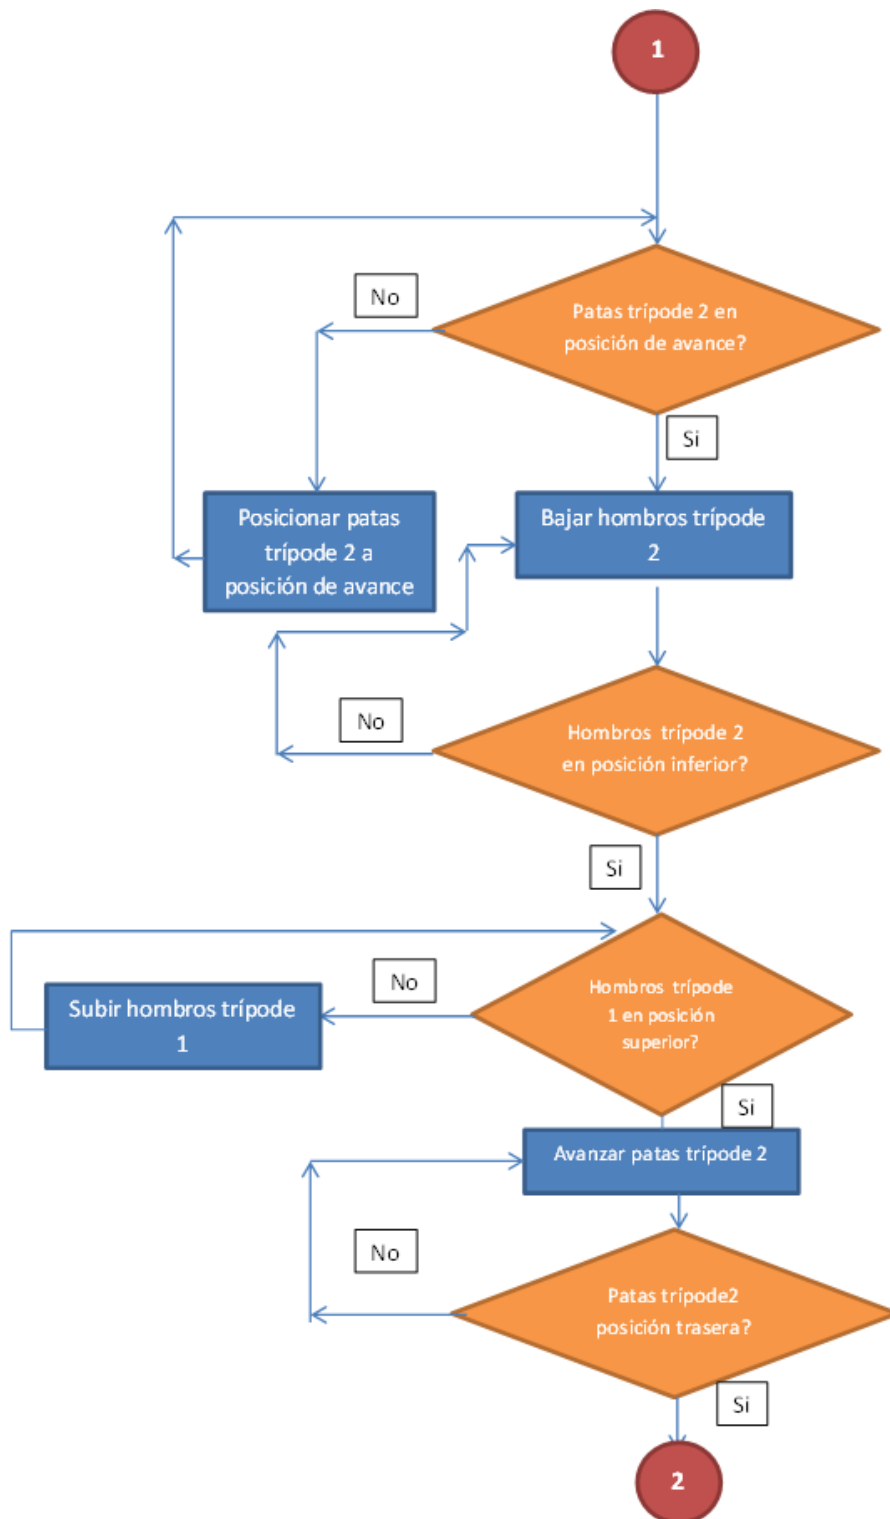 1
Patas trípode 2 en
posición de avance?
No
Si
Posicionar patas
trípode 2 a
posición de avance
Bajar hombros trípode
2
Hombros trípode 2
en posición inferior?
No
Si
Hombros trípode
1 en posición
superior?
No
Subir hombros trípode
1
Si
Avanzar patas trípode 2
No
Patas trípode2
posición trasera?
Si
2